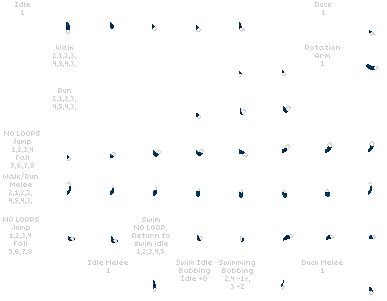 Idle
1
Duck
1
Walk
2,1,2,3,
4,5,4,3,
Rotation
Arm
1
Run
2,1,2,3,
4,5,4,3,
NO LOOPS
Jump
1,2,3,4
Fall
5,6,7,8
Walk/Run
Melee
2,1,2,3,
4,5,4,3,
NO LOOPS
Jump
1,2,3,4
Fall
5,6,7,8
Swim
NO LOOP,
Return to
swim idle
1,2,3,4,5
Idle Melee
1
Swim Idle
Bobbing
Idle +0
Swimming
Bobbing
2,4 -1y,
3 -2
Duck Melee
1